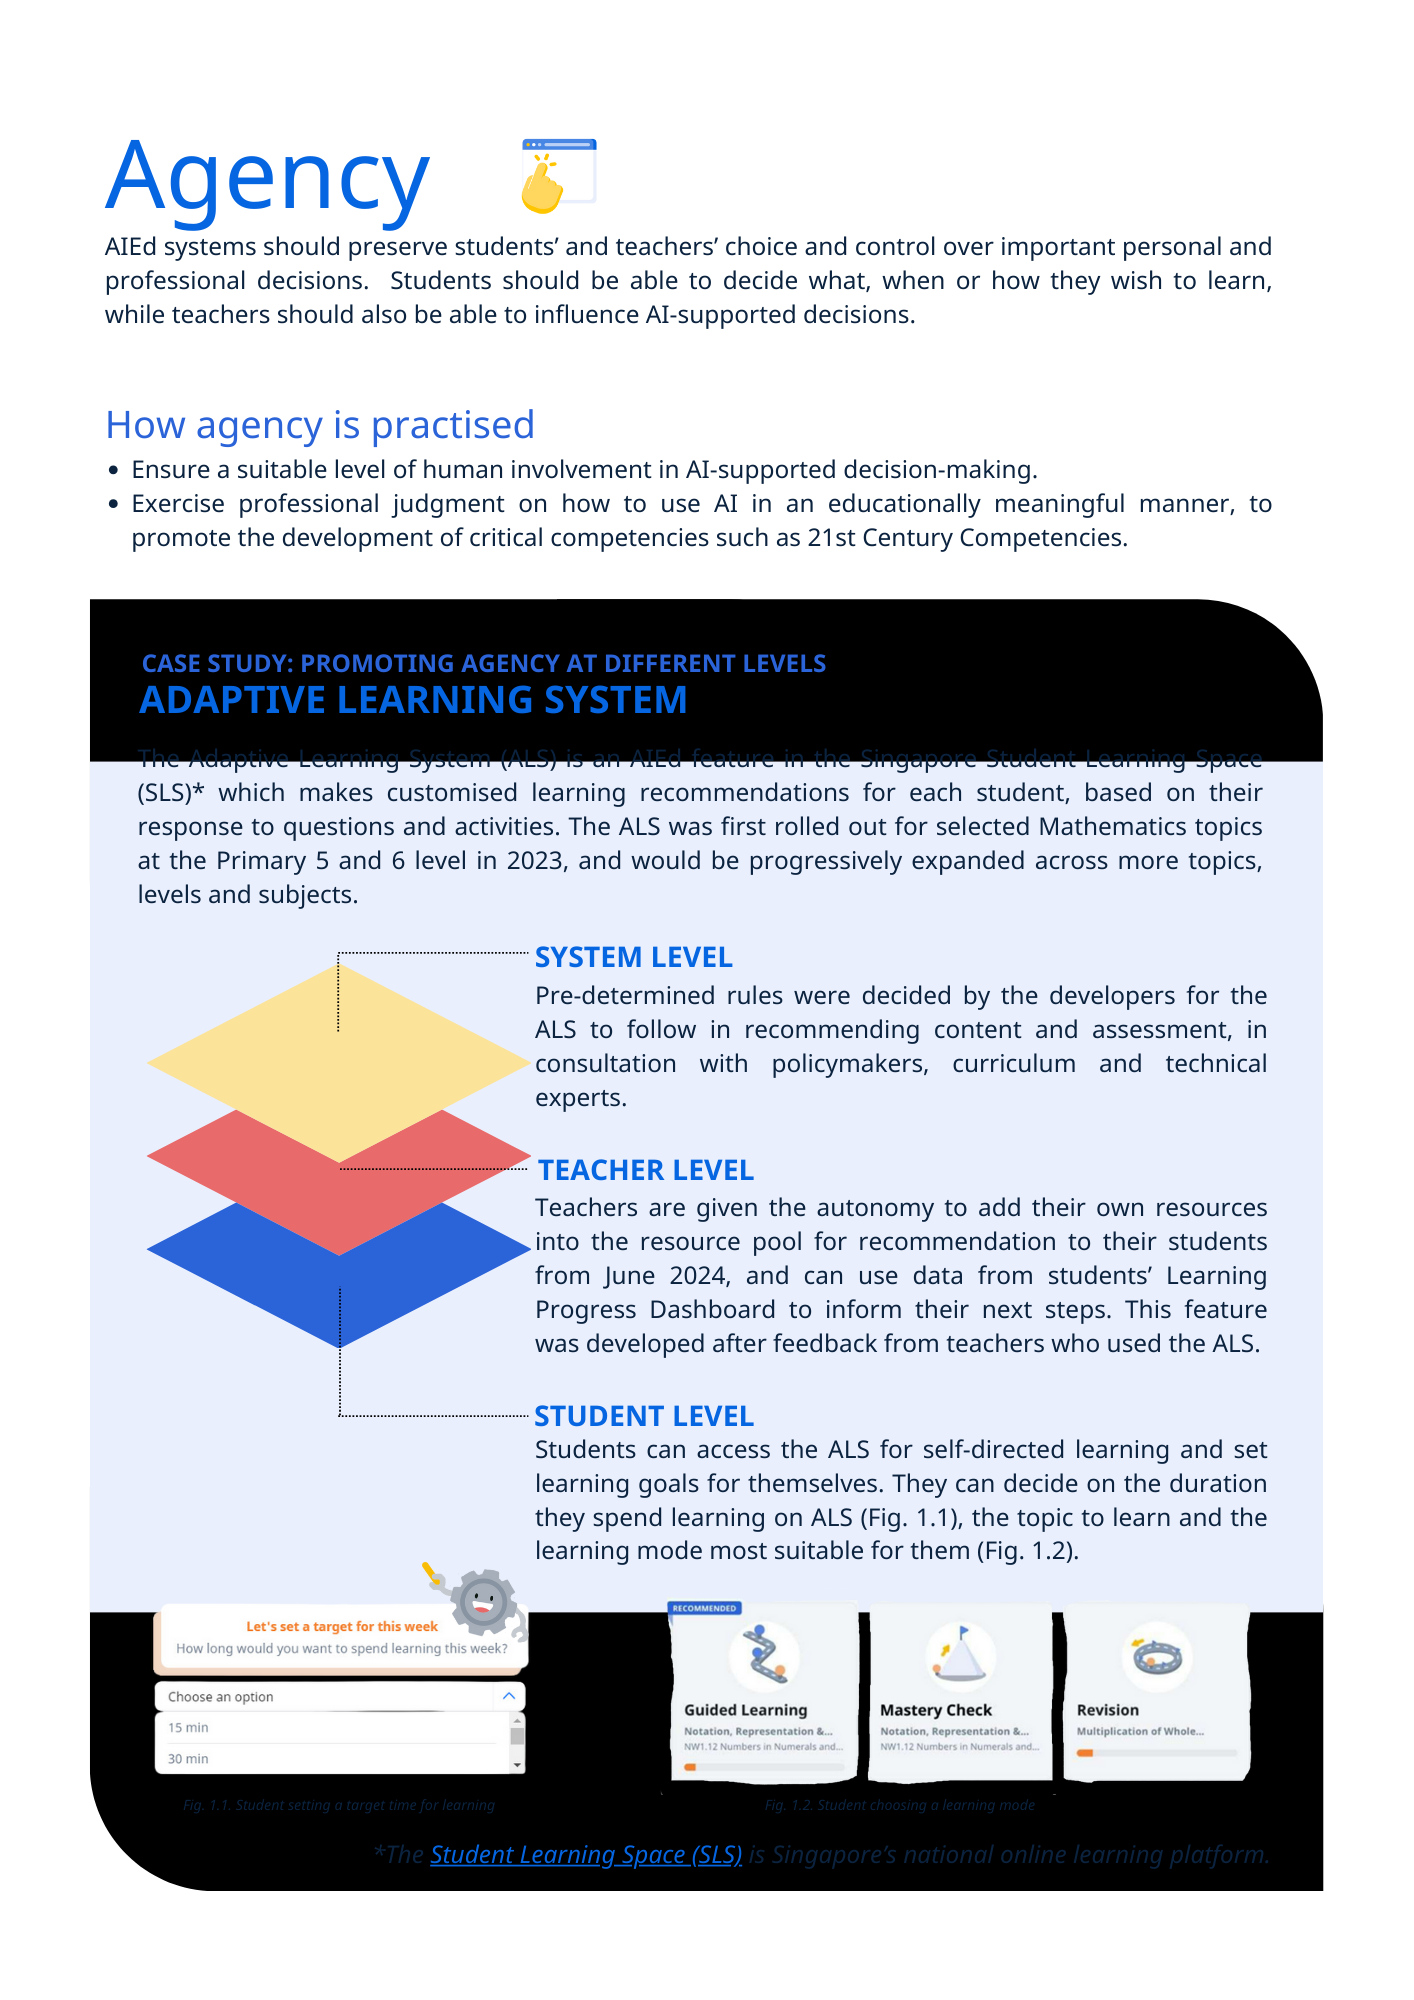 Agency
AIEd systems should preserve students’ and teachers’ choice and control over important personal and
professional decisions. Students should be able to decide what, when or how they wish to learn,
while teachers should also be able to influence AI-supported decisions.
How agency is practised
• Ensure a suitable level of human involvement in AI-supported decision-making.
• Exercise professional judgment on how to use AI in an educationally meaningful manner, to
promote the development of critical competencies such as 21st Century Competencies.
CASE STUDY: PROMOTING AGENCY AT DIFFERENT LEVELS
ADAPTIVE LEARNING SYSTEM
The Adaptive Learning System (ALS) is an AIEd feature in the Singapore Student Learning Space
(SLS)* which makes customised learning recommendations for each student, based on their
response to questions and activities. The ALS was first rolled out for selected Mathematics topics
at the Primary 5 and 6 level in 2023, and would be progressively expanded across more topics,
levels and subjects.
SYSTEM LEVEL
Pre-determined rules were decided by the developers for the
ALS to follow in recommending content and assessment, in
consultation with policymakers, curriculum and technical
experts.
TEACHER LEVEL
Teachers are given the autonomy to add their own resources
into the resource pool for recommendation to their students
from June 2024, and can use data from students’ Learning
Progress Dashboard to inform their next steps. This feature
was developed after feedback from teachers who used the ALS.
STUDENT LEVEL
Students can access the ALS for self-directed learning and set
learning goals for themselves. They can decide on the duration
they spend learning on ALS (Fig. 1.1), the topic to learn and the
learning mode most suitable for them (Fig. 1.2).
Let's set a target for this week
How long would you want to spend learning this week?
Choose an option
15 min
30 min
Fig. 1.1. Student setting a target time for learning
RECOMMENDED
Guided Learning
Notation, Representation &...
NW1.12 Numbers in Numerals and...
Mastery Check
Notation, Representation &...
NW1.12 Numbers in Numerals and...
Revision
Multiplication of Whole...
Fig. 1.2. Student choosing a learning mode
*The Student Learning Space (SLS) is Singapore’s national online learning platform.